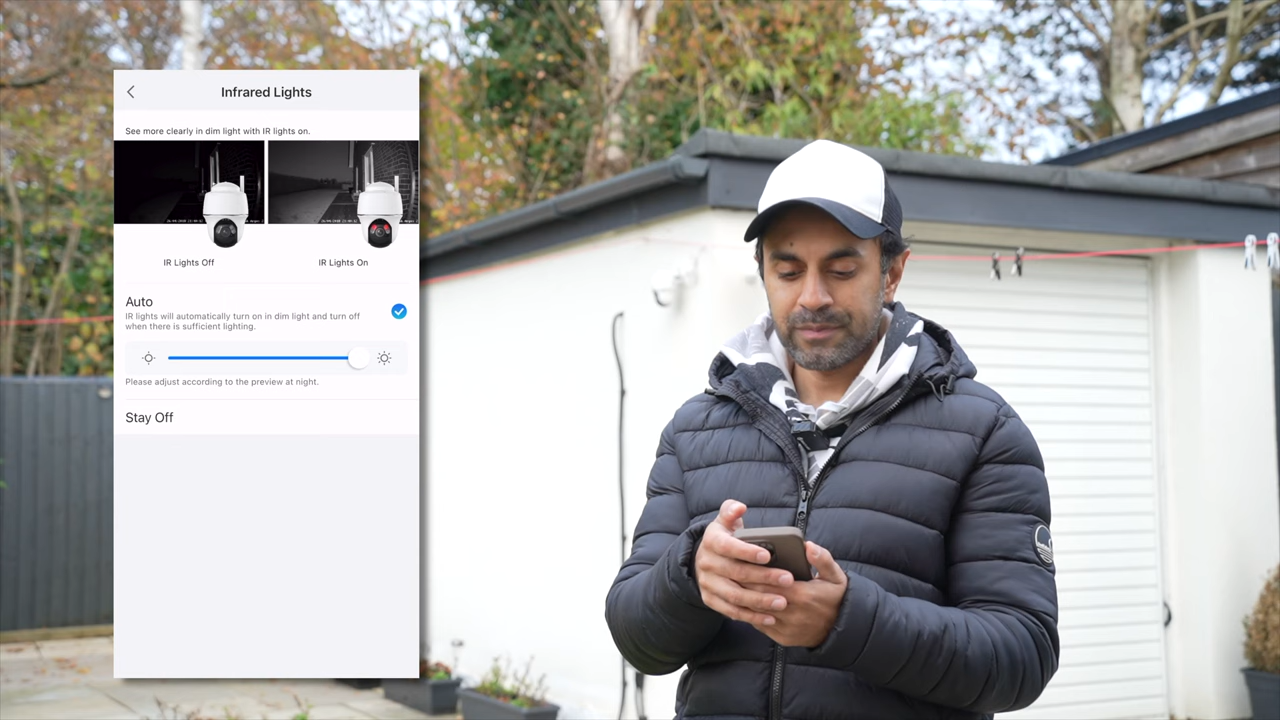 Infrared Lights
See more clearly in dim light with IR lights on.
IR Lights Off
IR Lights On
Auto
IR lights will automatically turn on in dim light and turn off
when there is sufficient lighting.
Please adjust according to the preview at night.
Stay Off